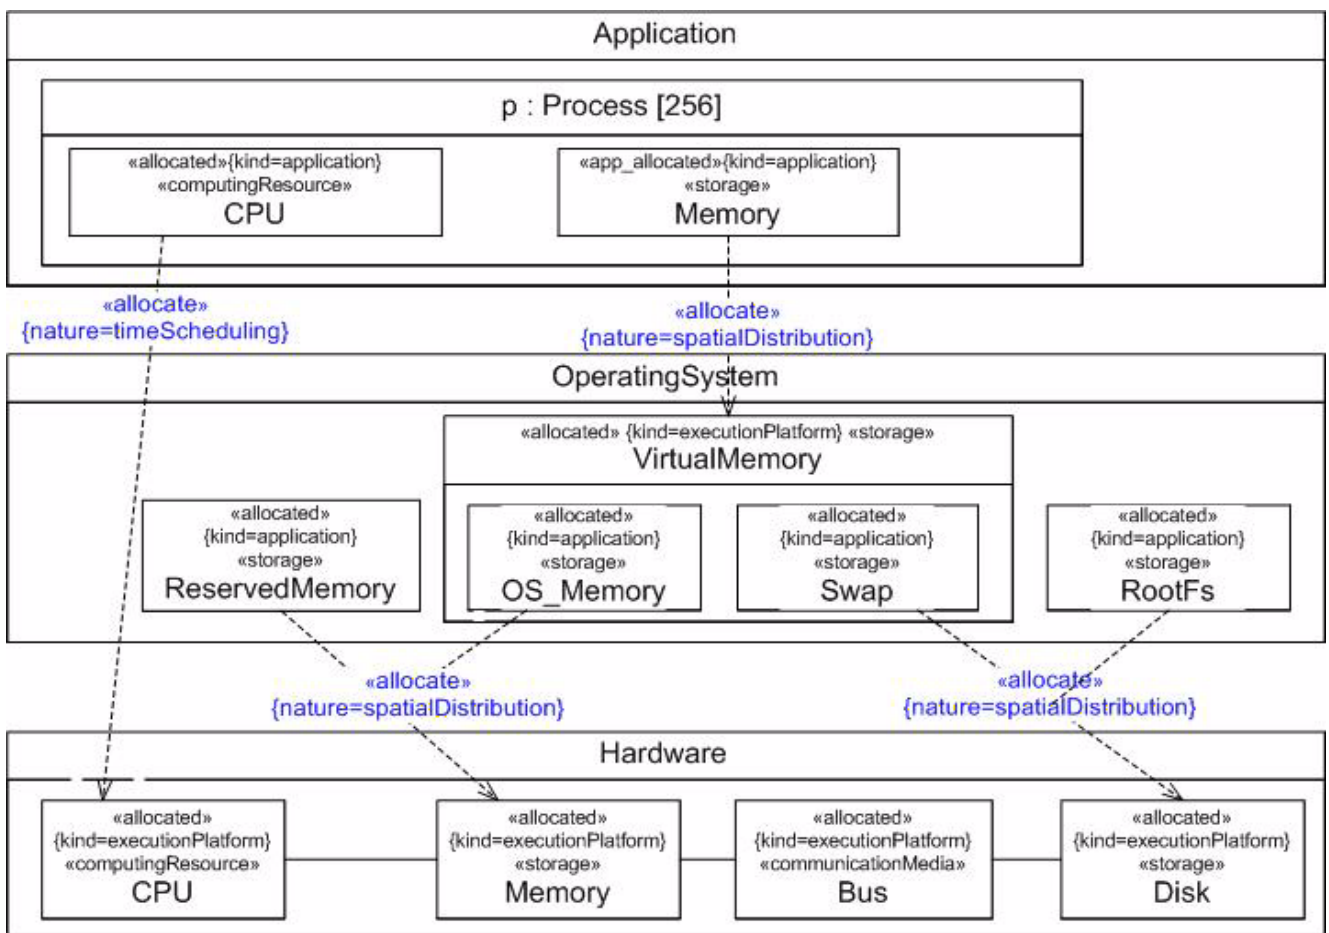 Application
p : Process [256]
«allocated»{kind=application}
«computingResource»
CPU
«app_allocated»{kind=application}
«storage»
Memory
«allocate»
{nature=timeScheduling}
«allocate»
{nature=spatialDistribution}
OperatingSystem
«allocated» {kind=executionPlatform} «storage»
VirtualMemory
«allocated»
{kind=application}
«storage»
ReservedMemory
«allocated»
{kind=application}
«storage»
OS_Memory
«allocated»
{kind=application}
«storage»
Swap
«allocated»
{kind=application}
«storage»
RootFs
«allocate»
{nature=spatialDistribution}
«allocate»
{nature=spatialDistribution}
Hardware
«allocated»
{kind=executionPlatform}
«computingResource»
CPU
«allocated»
{kind=executionPlatform}
«storage»
Memory
«allocated»
{kind=executionPlatform}
«communicationMedia»
Bus
«allocated»
{kind=executionPlatform}
«storage»
Disk